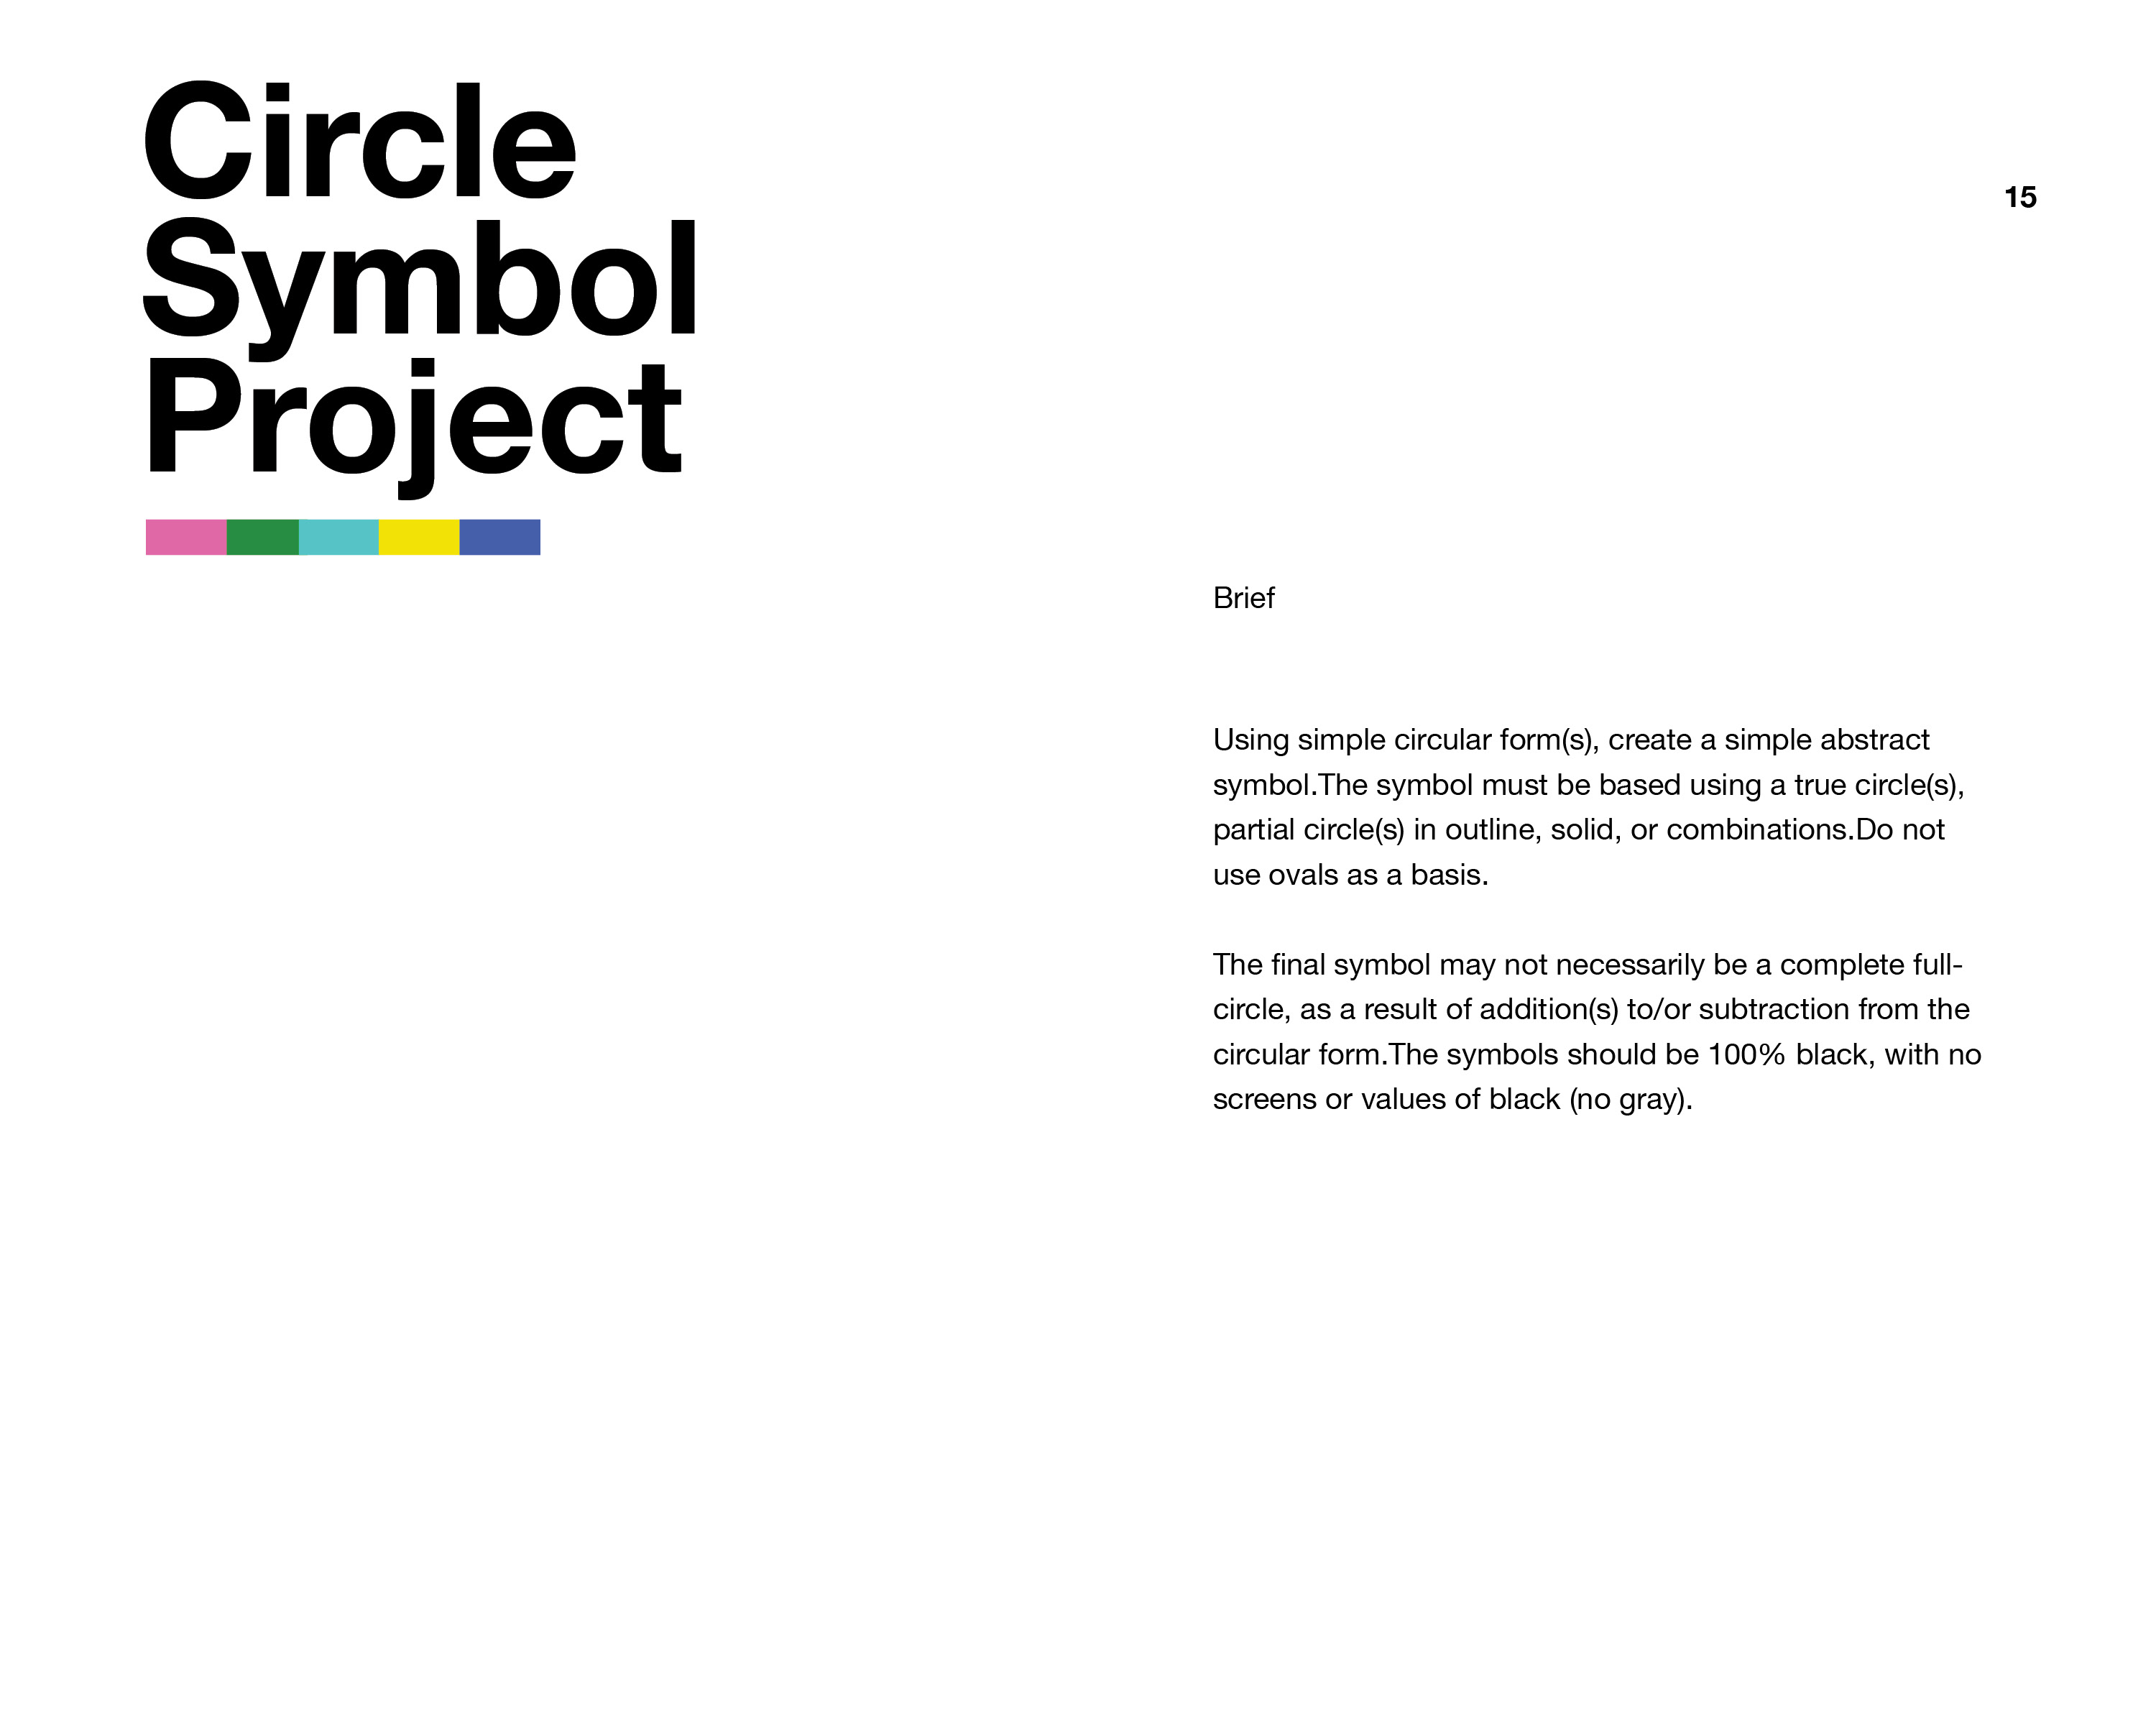 Circle
Symbol
Project
15
Brief
Using simple circular form(s), create a simple abstract
symbol.The symbol must be based using a true circle(s),
partial circle(s) in outline, solid, or combinations.Do not
use ovals as a basis.
The final symbol may not necessarily be a complete full-
circle, as a result of addition(s) to/or subtraction from the
circular form.The symbols should be 100% black, with no
screens or values of black (no gray).